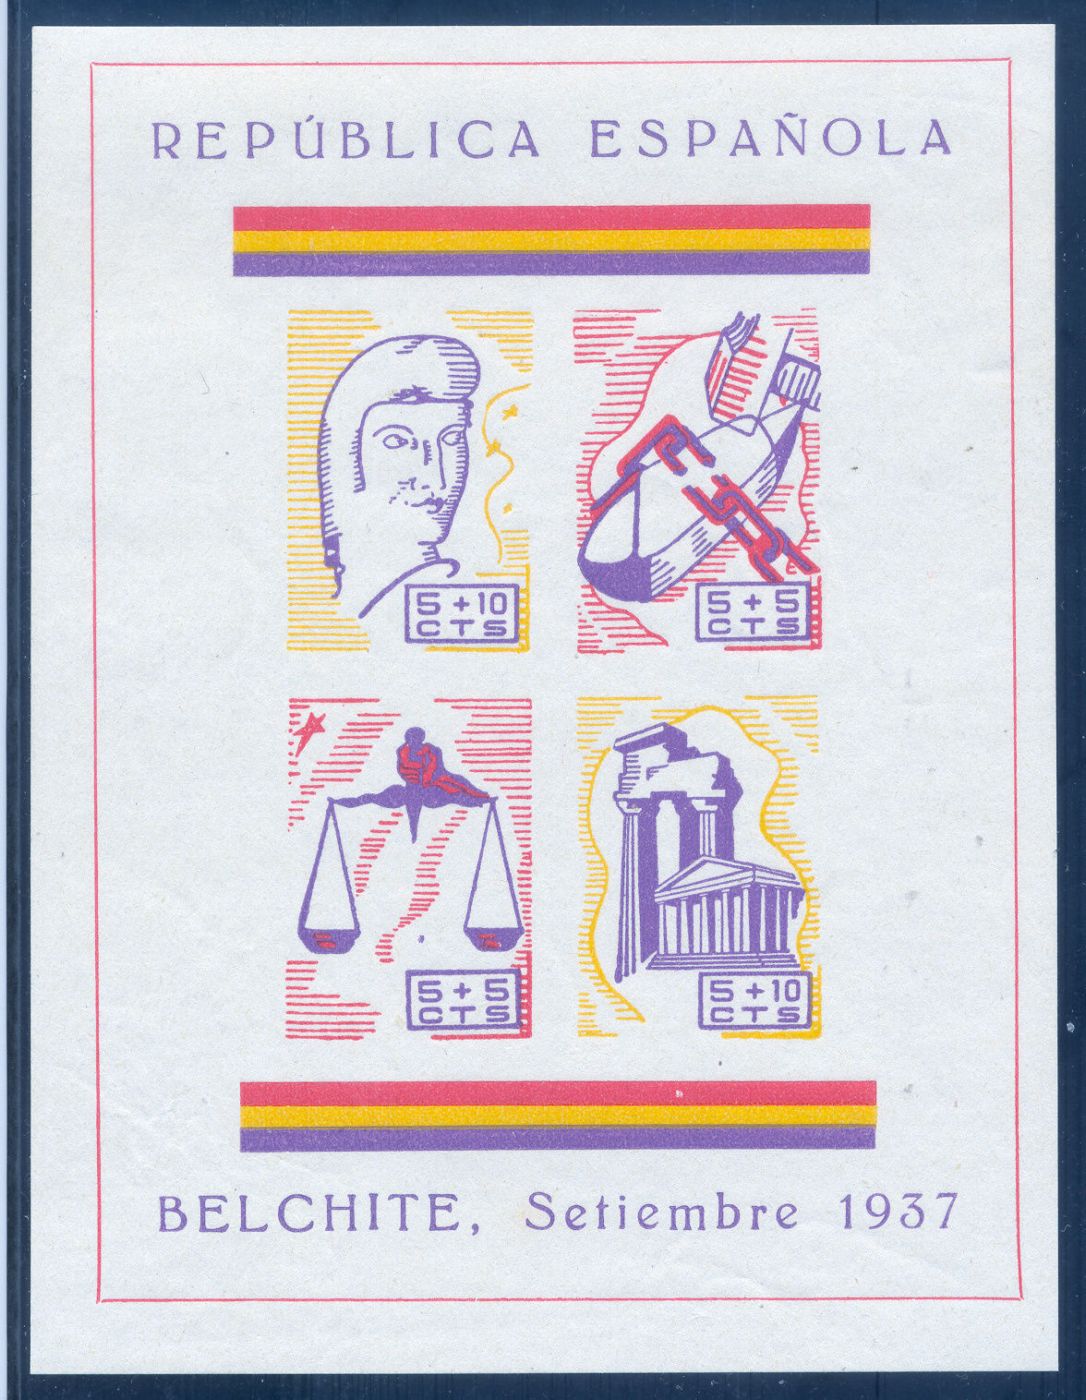 REPÚBLICA ESPAÑOLA
5+10
CTS
5+5
CTS
5+5
CTS
5+10
CTS
BELCHITE, Setiembre 1937